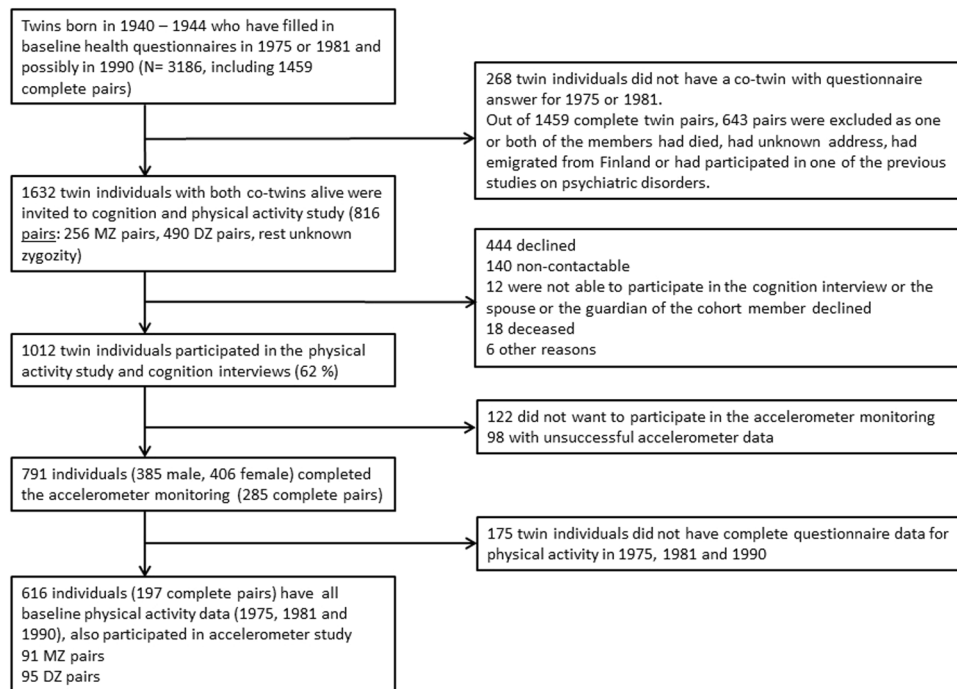 Twins born in 1940 – 1944 who have filled in
baseline health questionnaires in 1975 or 1981 and
possibly in 1990 (N= 3186, including 1459
complete pairs)
268 twin individuals did not have a co-twin with questionnaire
answer for 1975 or 1981.
Out of 1459 complete twin pairs, 643 pairs were excluded as one
or both of the members had died, had unknown address, had
emigrated from Finland or had participated in one of the previous
studies on psychiatric disorders.
1632 twin individuals with both co-twins alive were
invited to cognition and physical activity study (816
pairs: 256 MZ pairs, 490 DZ pairs, rest unknown
zygozity)
444 declined
140 non-contactable
12 were not able to participate in the cognition interview or the
spouse or the guardian of the cohort member declined
18 deceased
6 other reasons
1012 twin individuals participated in the physical
activity study and cognition interviews (62 %)
122 did not want to participate in the accelerometer monitoring
98 with unsuccessful accelerometer data
791 individuals (385 male, 406 female) completed
the accelerometer monitoring (285 complete pairs)
175 twin individuals did not have complete questionnaire data for
physical activity in 1975, 1981 and 1990
616 individuals (197 complete pairs) have all
baseline physical activity data (1975, 1981 and
1990), also participated in accelerometer study
91 MZ pairs
95 DZ pairs